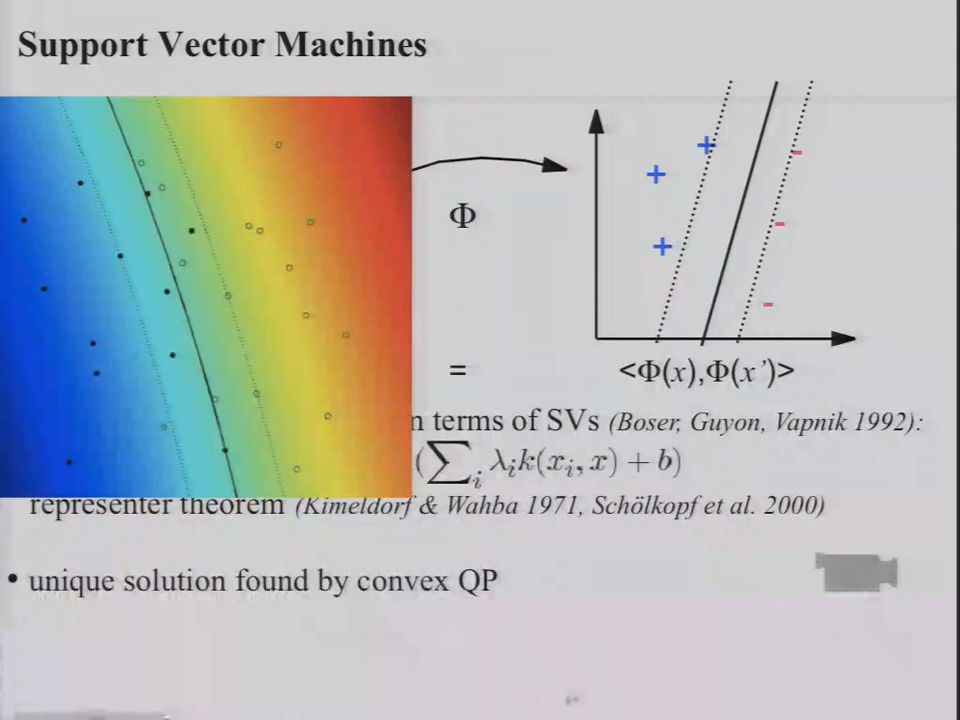 Support Vector Machines
Φ
=
<Φ(x),Φ(x')>
n terms of SVs (Boser, Guyon, Vapnik 1992):
(∑_i λ_i k(x_i, x) + b)
representer theorem (Kimeldorf & Wahba 1971, Schölkopf et al. 2000)
• unique solution found by convex QP